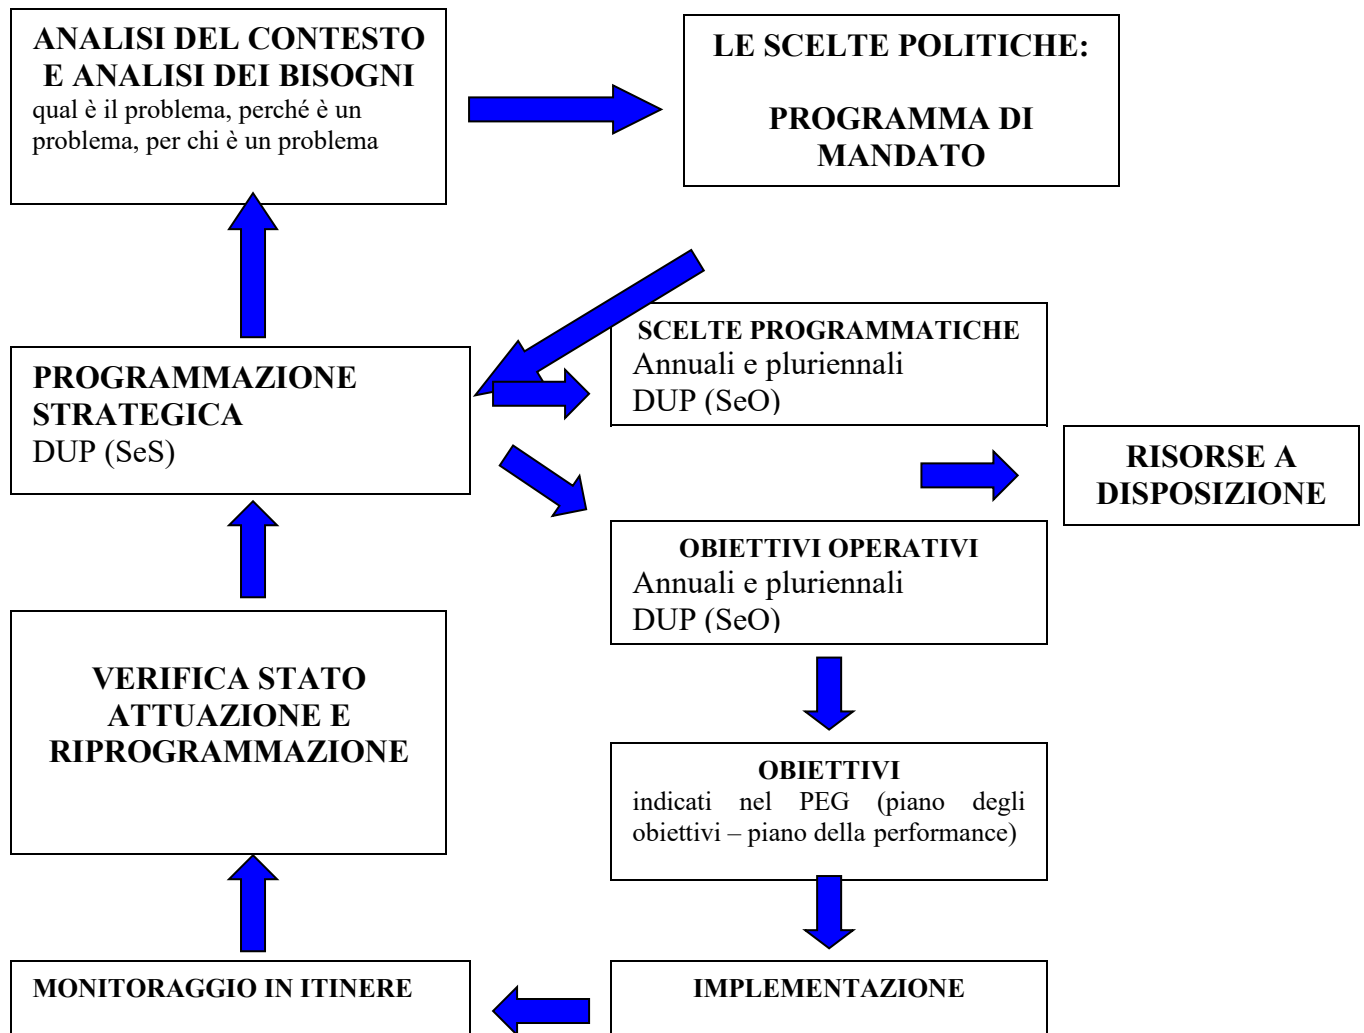 ANALISI DEL CONTESTO
E ANALISI DEI BISOGNI
qual è il problema, perché è un
problema, per chi è un problema
LE SCELTE POLITICHE:
PROGRAMMA DI
MANDATO
SCELTE PROGRAMMATICHE
Annuali e pluriennali
DUP (SeO)
PROGRAMMAZIONE
STRATEGICA
DUP (SeS)
RISORSE A
DISPOSIZIONE
OBIETTIVI OPERATIVI
Annuali e pluriennali
DUP (SeO)
VERIFICA STATO
ATTUAZIONE E
RIPROGRAMMAZIONE
OBIETTIVI
indicati nel PEG (piano degli
obiettivi – piano della performance)
MONITORAGGIO IN ITINERE
IMPLEMENTAZIONE